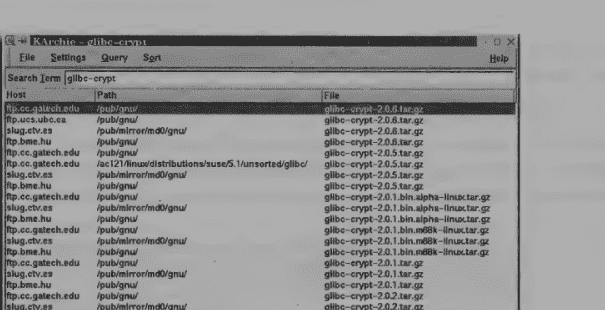 KArchie - glibc-crypt
File Settings Query Sort Help
Search Term glibc-crypt
Host Path File
ftp.cc.gatech.edu /pub/gnu/ glibc-crypt-2.0.6.tar.gz
ftp.ucs.ubc.ca /pub/gnu/ glibc-crypt-2.0.6.tar.gz
slug.ctv.es /pub/mirror/md0/gnu/ glibc-crypt-2.0.6.tar.gz
ftp.bme.hu /pub/gnu/ glibc-crypt-2.0.6.tar.gz
ftp.cc.gatech.edu /pub/gnu/ glibc-crypt-2.0.5.tar.gz
ftp.cc.gatech.edu /ac121/linux/distributions/suse/5.1/unsorted/glibc/ glibc-crypt-2.0.5.tar.gz
slug.ctv.es /pub/mirror/md0/gnu/ glibc-crypt-2.0.5.tar.gz
ftp.bme.hu /pub/gnu/ glibc-crypt-2.0.5.tar.gz
ftp.cc.gatech.edu /pub/gnu/ glibc-crypt-2.0.1.bin.alpha-linux.tar.gz
slug.ctv.es /pub/mirror/md0/gnu/ glibc-crypt-2.0.1.bin.alpha-linux.tar.gz
ftp.bme.hu /pub/gnu/ glibc-crypt-2.0.1.bin.alpha-linux.tar.gz
ftp.cc.gatech.edu /pub/gnu/ glibc-crypt-2.0.1.bin.m68k-linux.tar.gz
slug.ctv.es /pub/mirror/md0/gnu/ glibc-crypt-2.0.1.bin.m68k-linux.tar.gz
ftp.bme.hu /pub/gnu/ glibc-crypt-2.0.1.bin.m68k-linux.tar.gz
ftp.cc.gatech.edu /pub/gnu/ glibc-crypt-2.0.1.tar.gz
slug.ctv.es /pub/mirror/md0/gnu/ glibc-crypt-2.0.1.tar.gz
ftp.bme.hu /pub/gnu/ glibc-crypt-2.0.1.tar.gz
ftp.cc.gatech.edu /pub/gnu/ glibc-crypt-2.0.2.tar.gz
slug.ctv.es /pub/mirror/md0/gnu/ glibc-crypt-2.0.2.tar.gz